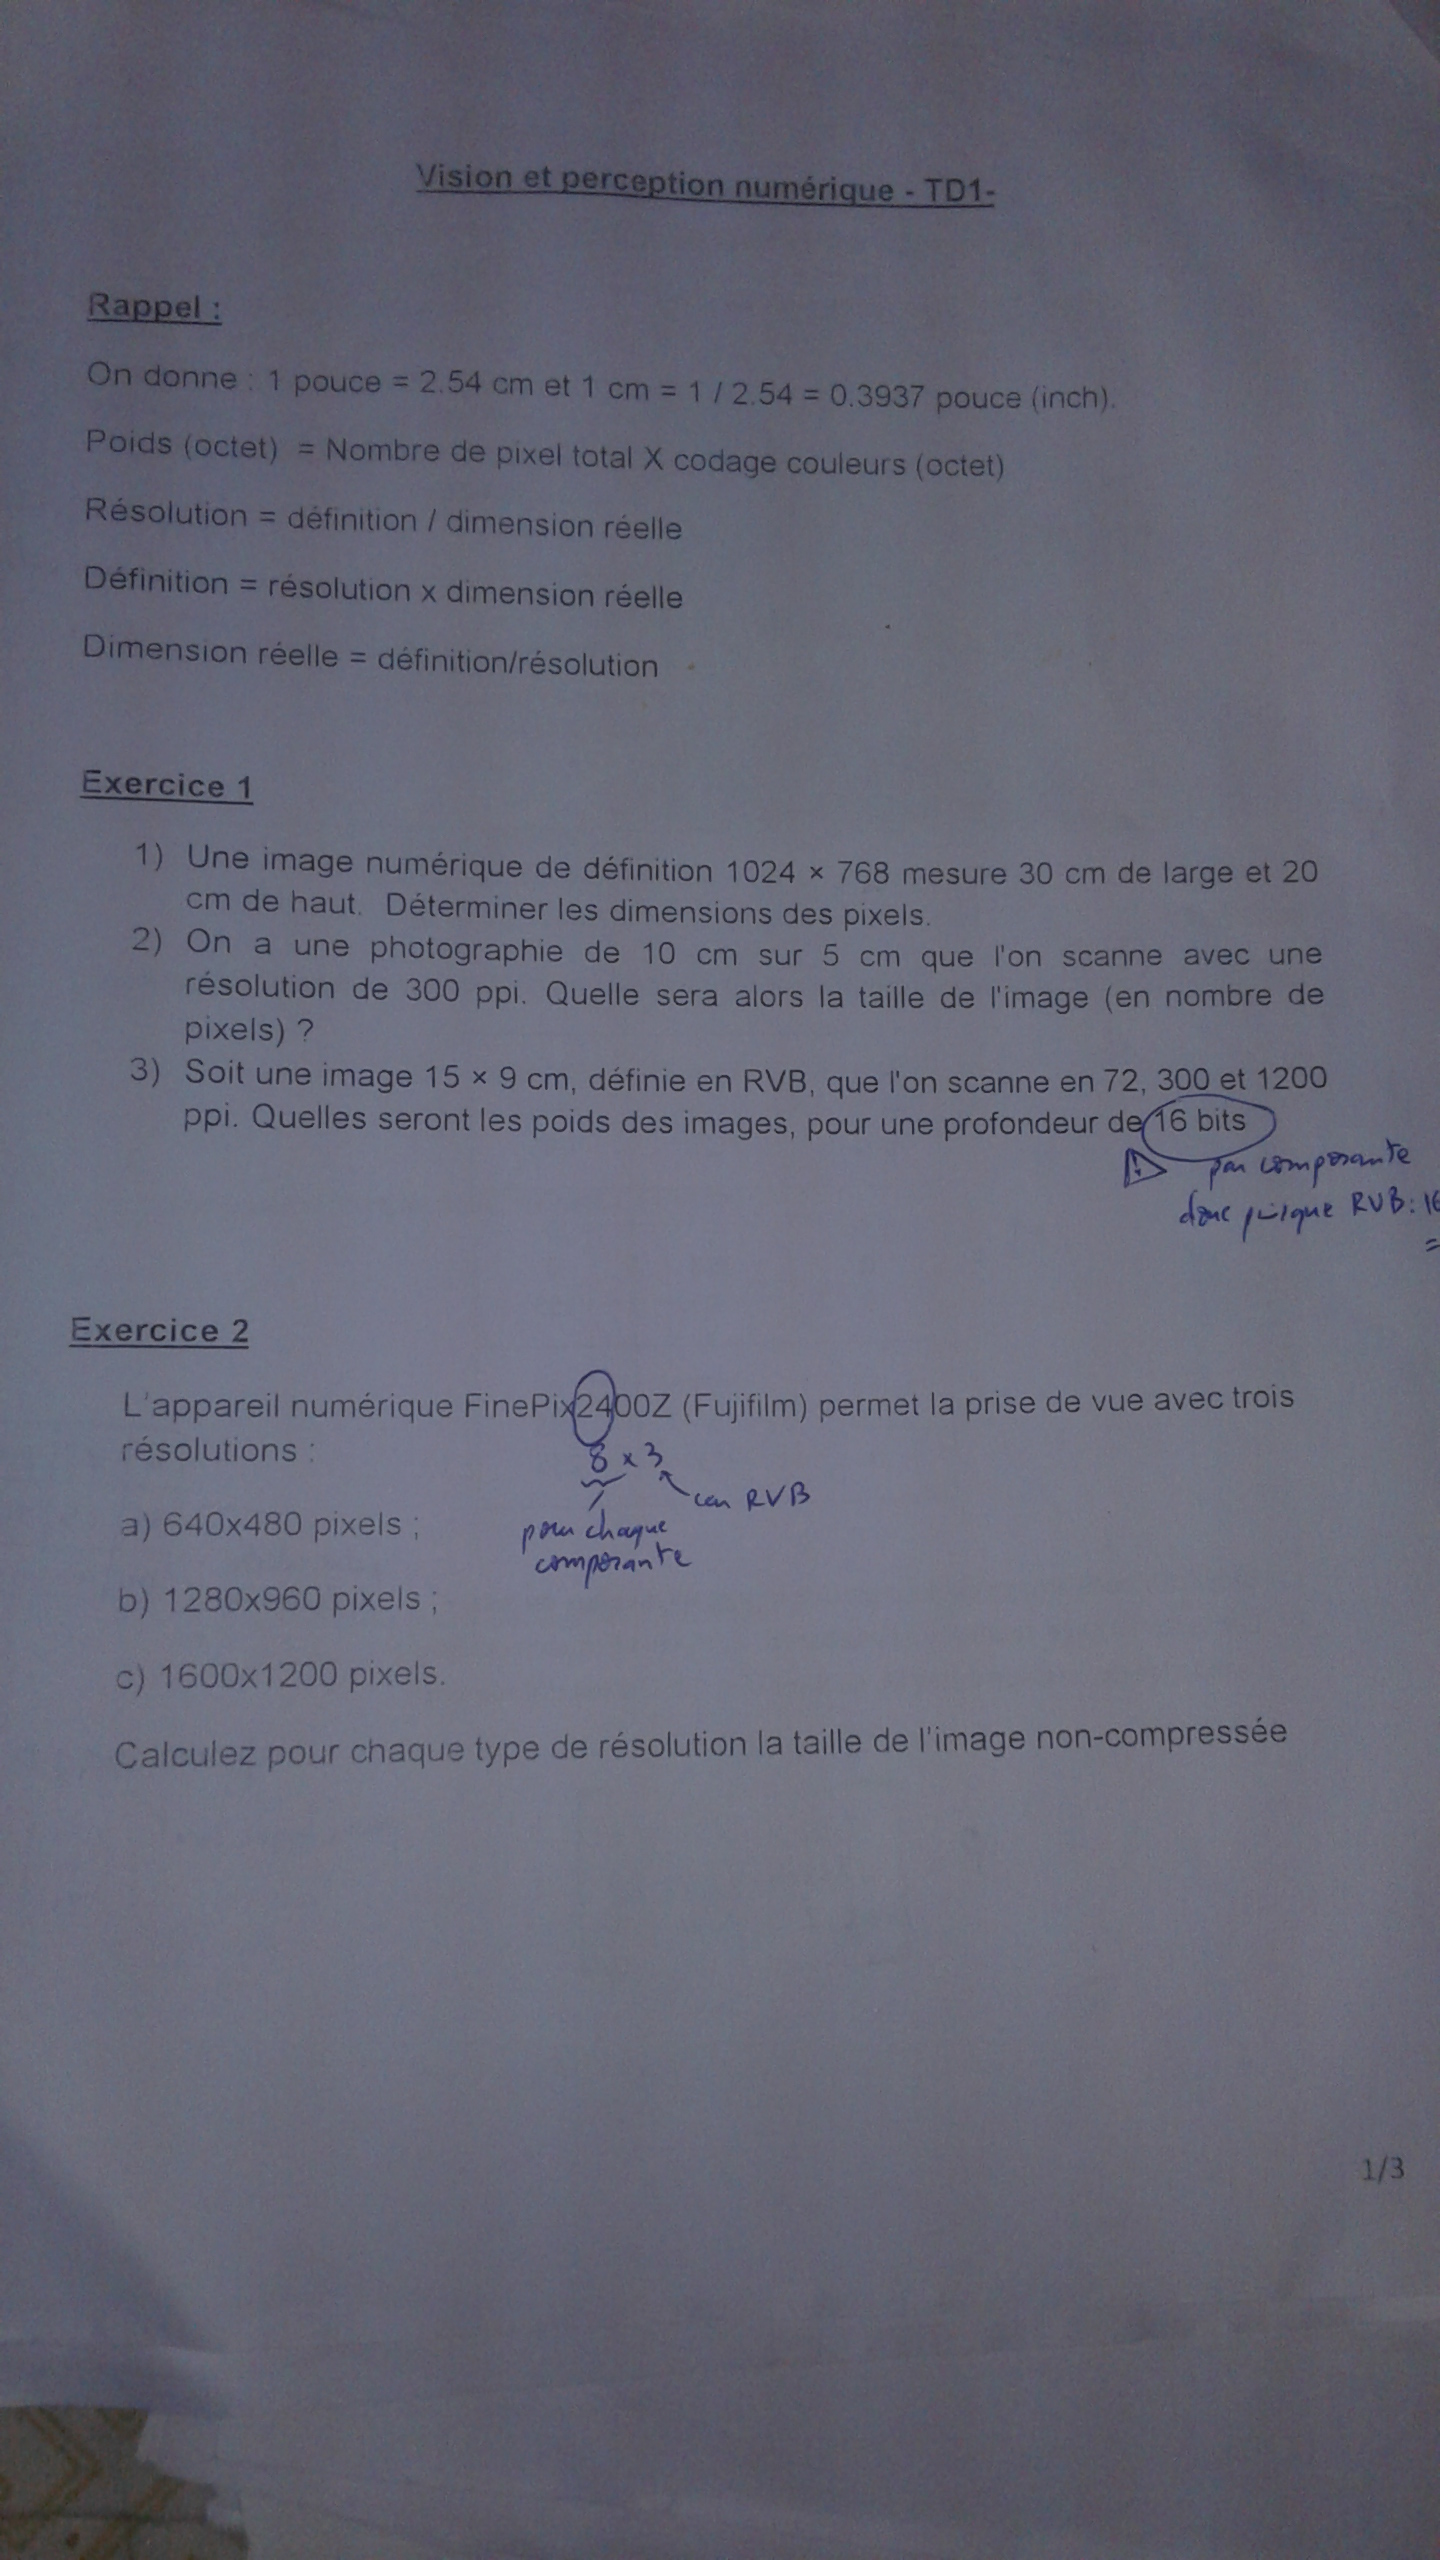 Vision et perception numérique - TD1-
Rappel :
On donne : 1 pouce = 2.54 cm et 1 cm = 1 / 2.54 = 0.3937 pouce (inch).
Poids (octet) = Nombre de pixel total X codage couleurs (octet)
Résolution = définition / dimension réelle
Définition = résolution x dimension réelle
Dimension réelle = définition/résolution
Exercice 1
1) Une image numérique de définition 1024 × 768 mesure 30 cm de large et 20
cm de haut. Déterminer les dimensions des pixels.
2) On a une photographie de 10 cm sur 5 cm que l'on scanne avec une
résolution de 300 ppi. Quelle sera alors la taille de l'image (en nombre de
pixels) ?
3) Soit une image 15 × 9 cm, définie en RVB, que l'on scanne en 72, 300 et 1200
ppi. Quelles seront les poids des images, pour une profondeur de 16 bits
par composante
donc puisque RVB: 16
=
Exercice 2
L'appareil numérique FinePix2400Z (Fujifilm) permet la prise de vue avec trois
résolutions :
8 x 3
car RVB
a) 640x480 pixels ;
pour chaque
composante
b) 1280x960 pixels ;
c) 1600x1200 pixels.
Calculez pour chaque type de résolution la taille de l'image non-compressée
1/3